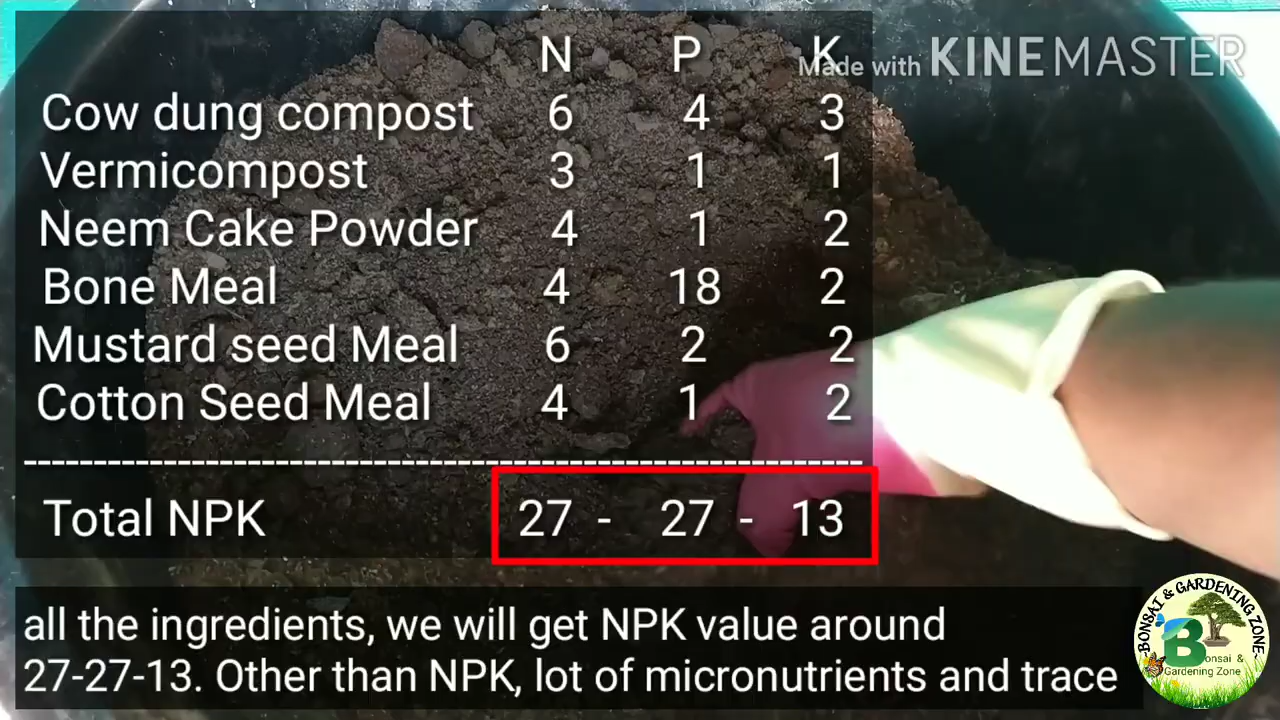 N P K
Made with KINEMASTER
Cow dung compost 6 4 3
Vermicompost 3 1 1
Neem Cake Powder 4 1 2
Bone Meal 4 18 2
Mustard seed Meal 6 2 2
Cotton Seed Meal 4 1 2
--------------------------------------------------------------
Total NPK 27 - 27 - 13
all the ingredients, we will get NPK value around
27-27-13. Other than NPK, lot of micronutrients and trace
BONSAI & GARDENING ZONE
B
onsai &
Gardening Zone